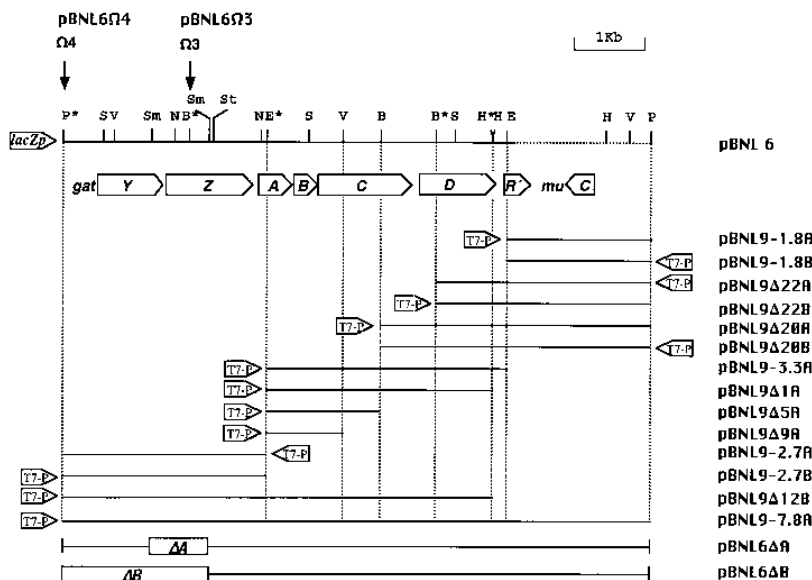 pBNL6Ω4 pBNL6Ω3
Ω4 Ω3
1Kb
Sm St
P* S V Sm N B* N E* S V B B* S H* H E H V P
lacZp pBNL 6
gat Y Z A B C D R' mu C
T7-P pBNL9-1.8A
T7-P pBNL9-1.8B
T7-P pBNL9Δ22A
T7-P pBNL9Δ22B
T7-P pBNL9Δ20A
T7-P pBNL9Δ20B
T7-P pBNL9-3.3A
T7-P pBNL9Δ1A
T7-P pBNL9Δ5A
T7-P pBNL9Δ9A
T7-P pBNL9-2.7A
T7-P pBNL9-2.7B
T7-P pBNL9Δ12B
T7-P pBNL9-7.8A
ΔA pBNL6ΔA
ΔB pBNL6ΔB